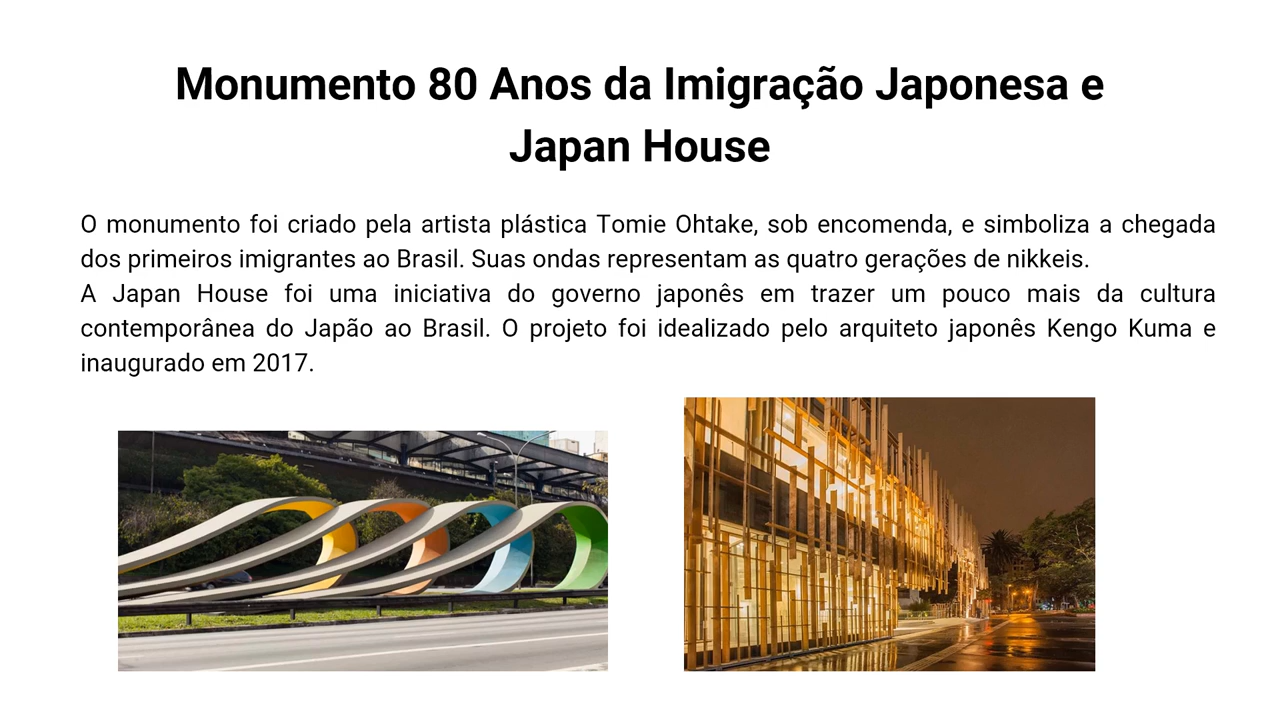 Monumento 80 Anos da Imigração Japonesa e
Japan House
O monumento foi criado pela artista plástica Tomie Ohtake, sob encomenda, e simboliza a chegada
dos primeiros imigrantes ao Brasil. Suas ondas representam as quatro gerações de nikkeis.
A Japan House foi uma iniciativa do governo japonês em trazer um pouco mais da cultura
contemporânea do Japão ao Brasil. O projeto foi idealizado pelo arquiteto japonês Kengo Kuma e
inaugurado em 2017.